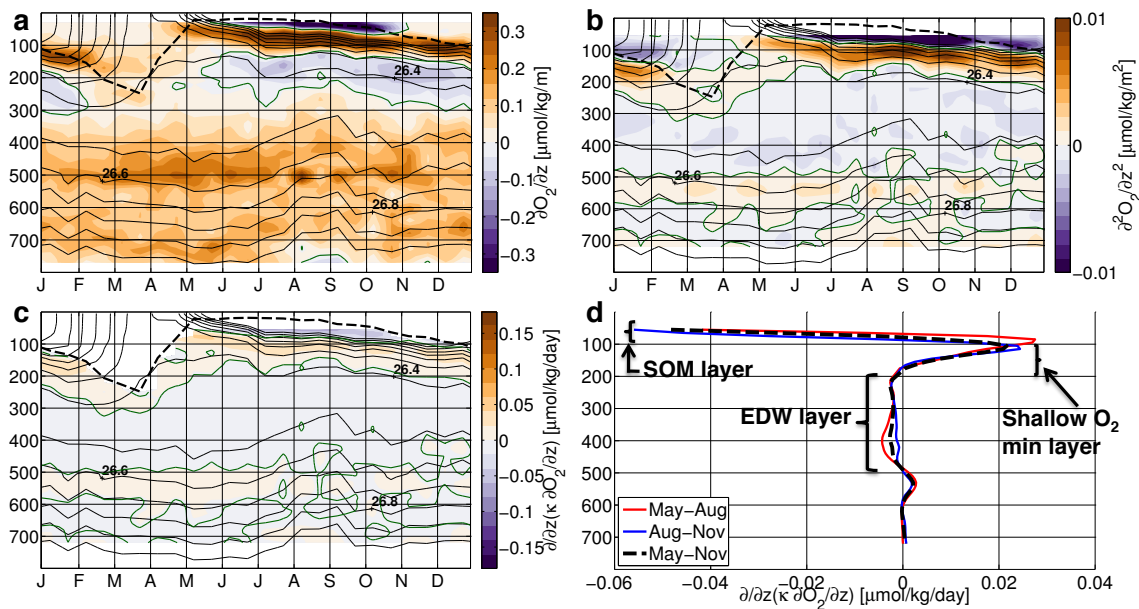 a
100
200
300
400
500
600
700
26.4
26.6
26.8
J F M A M J J A S O N D
0.3
0.2
0.1
0
−0.1
−0.2
−0.3
∂O₂/∂z [μmol/kg/m]
b
100
200
300
400
500
600
700
26.4
26.6
26.8
J F M A M J J A S O N D
0.01
0
−0.01
∂²O₂/∂z² [μmol/kg/m²]
c
100
200
300
400
500
600
700
26.4
26.6
26.8
J F M A M J J A S O N D
0.15
0.1
0.05
0
−0.05
−0.1
−0.15
∂/∂z(κ ∂O₂/∂z) [μmol/kg/day]
d
100
200
300
400
500
600
700
SOM layer
EDW layer
Shallow O₂
min layer
May−Aug
Aug−Nov
May−Nov
−0.06 −0.04 −0.02 0 0.02 0.04
∂/∂z(κ ∂O₂/∂z) [μmol/kg/day]